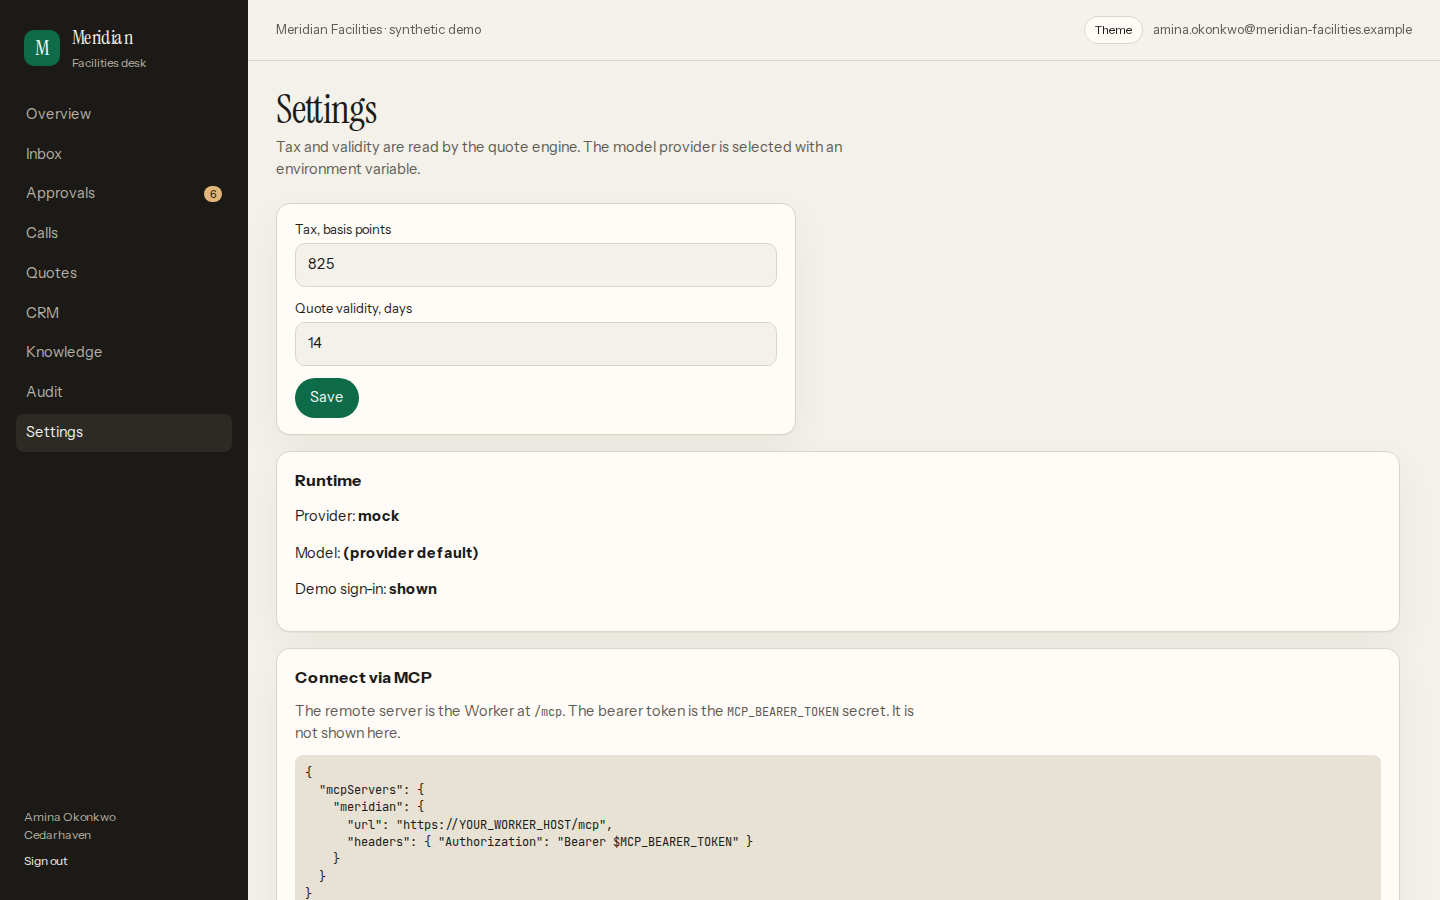 M
Meridian
Facilities desk
Overview
Inbox
Approvals 6
Calls
Quotes
CRM
Knowledge
Audit
Settings
Amina Okonkwo
Cedarhaven
Sign out
Meridian Facilities · synthetic demo
Theme
amina.okonkwo@meridian-facilities.example
Settings
Tax and validity are read by the quote engine. The model provider is selected with an
environment variable.
Tax, basis points
825
Quote validity, days
14
Save
Runtime
Provider: mock
Model: (provider default)
Demo sign-in: shown
Connect via MCP
The remote server is the Worker at /mcp. The bearer token is the MCP_BEARER_TOKEN secret. It is
not shown here.
{
  "mcpServers": {
    "meridian": {
      "url": "https://YOUR_WORKER_HOST/mcp",
      "headers": { "Authorization": "Bearer $MCP_BEARER_TOKEN" }
    }
  }
}